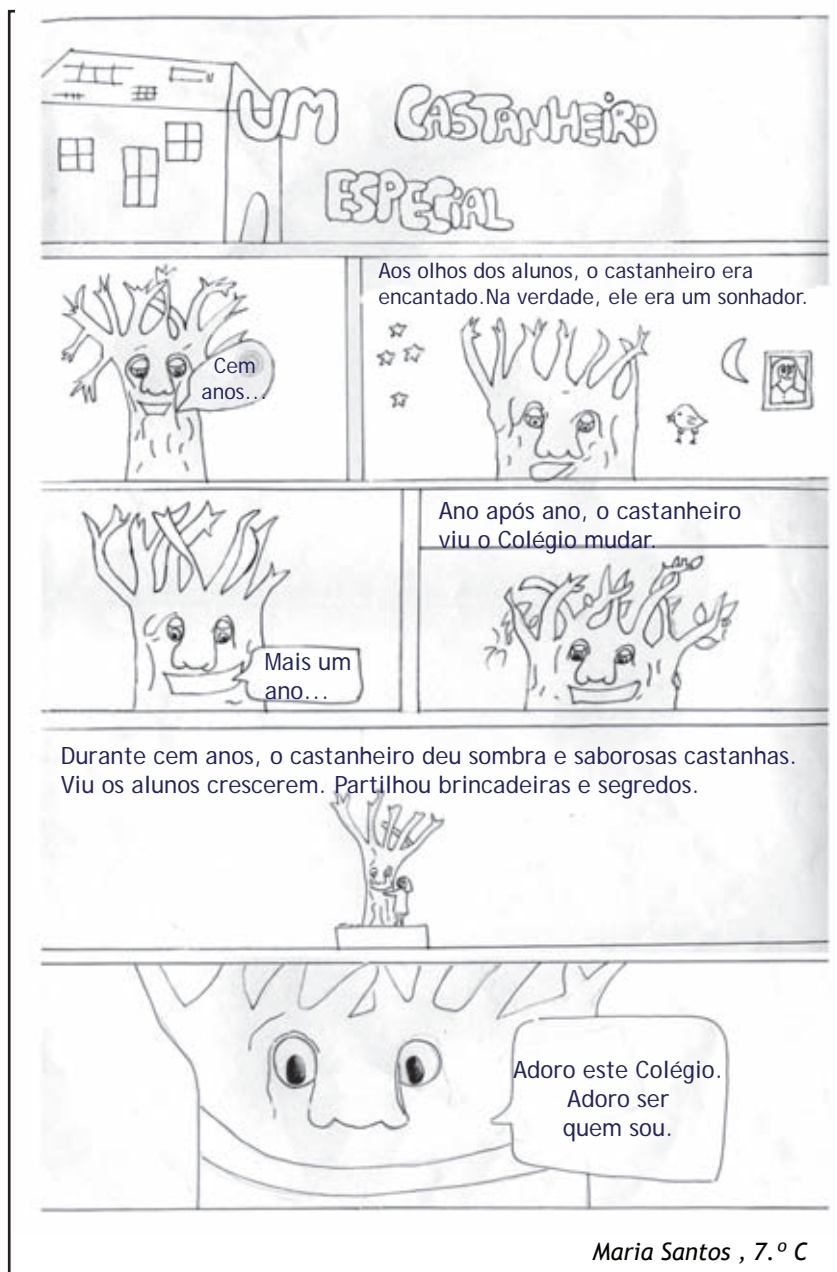 UM CASTANHEIRO
ESPECIAL
Cem
anos...
Aos olhos dos alunos, o castanheiro era
encantado.Na verdade, ele era um sonhador.
Mais um
ano...
Ano após ano, o castanheiro
viu o Colégio mudar.
Durante cem anos, o castanheiro deu sombra e saborosas castanhas.
Viu os alunos crescerem. Partilhou brincadeiras e segredos.
Adoro este Colégio.
Adoro ser
quem sou.
Maria Santos , 7.º C